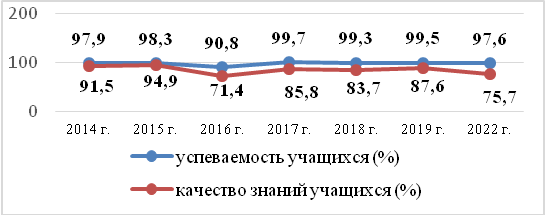 200
97,9 98,3 90,8 99,7 99,3 99,5 97,6
100
91,5 94,9 71,4 85,8 83,7 87,6 75,7
0
2014 г. 2015 г. 2016 г. 2017 г. 2018 г. 2019 г. 2022 г.
успеваемость учащихся (%)
качество знаний учащихся (%)